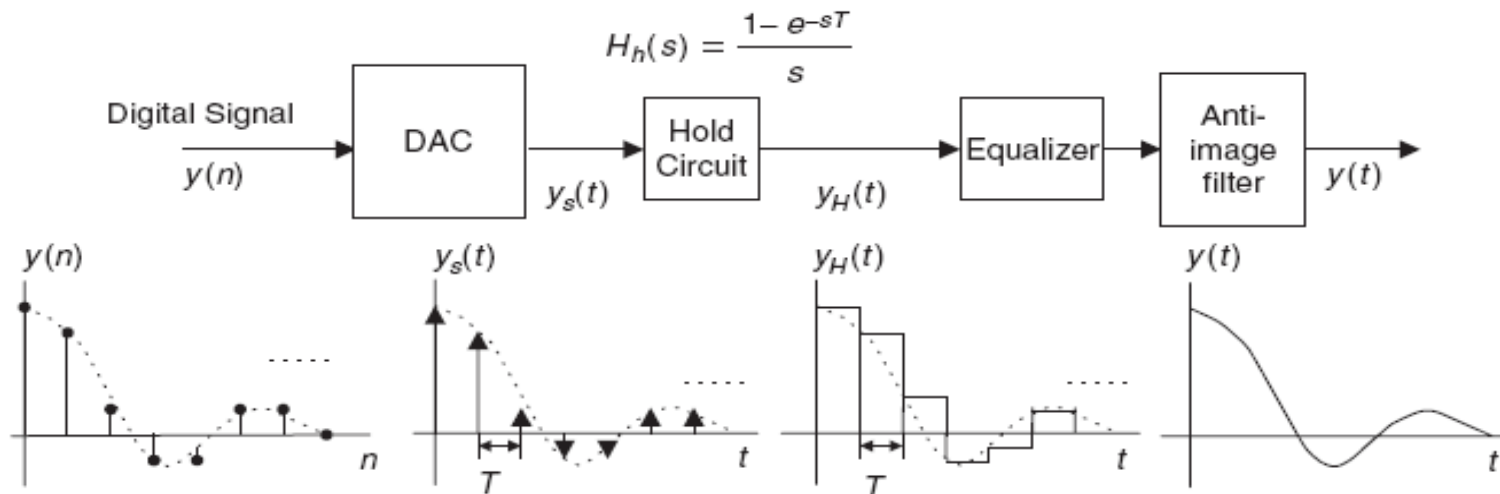 H_h(s) = (1– e^–sT) / s
Digital Signal
y(n)
DAC
y_s(t)
Hold
Circuit
y_H(t)
Equalizer
Anti-
image
filter
y(t)
y(n)
n
y_s(t)
T
t
y_H(t)
T
t
y(t)
t